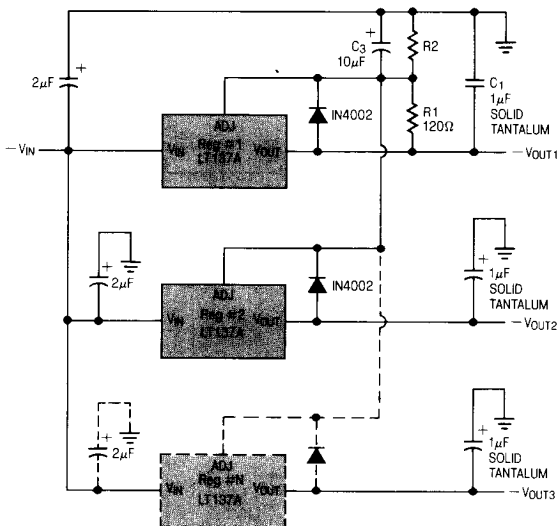 2μF
+
+
C3
10μF
R2
C1
1μF
SOLID
TANTALUM
IN4002
R1
120Ω
ADJ
Reg #1
LT137A
VIN
VOUT
−VIN
−VOUT1
+
2μF
ADJ
Reg #2
LT137A
VIN
VOUT
IN4002
+
1μF
SOLID
TANTALUM
−VOUT2
+
2μF
ADJ
Reg #N
LT137A
VIN
VOUT
+
1μF
SOLID
TANTALUM
−VOUT3